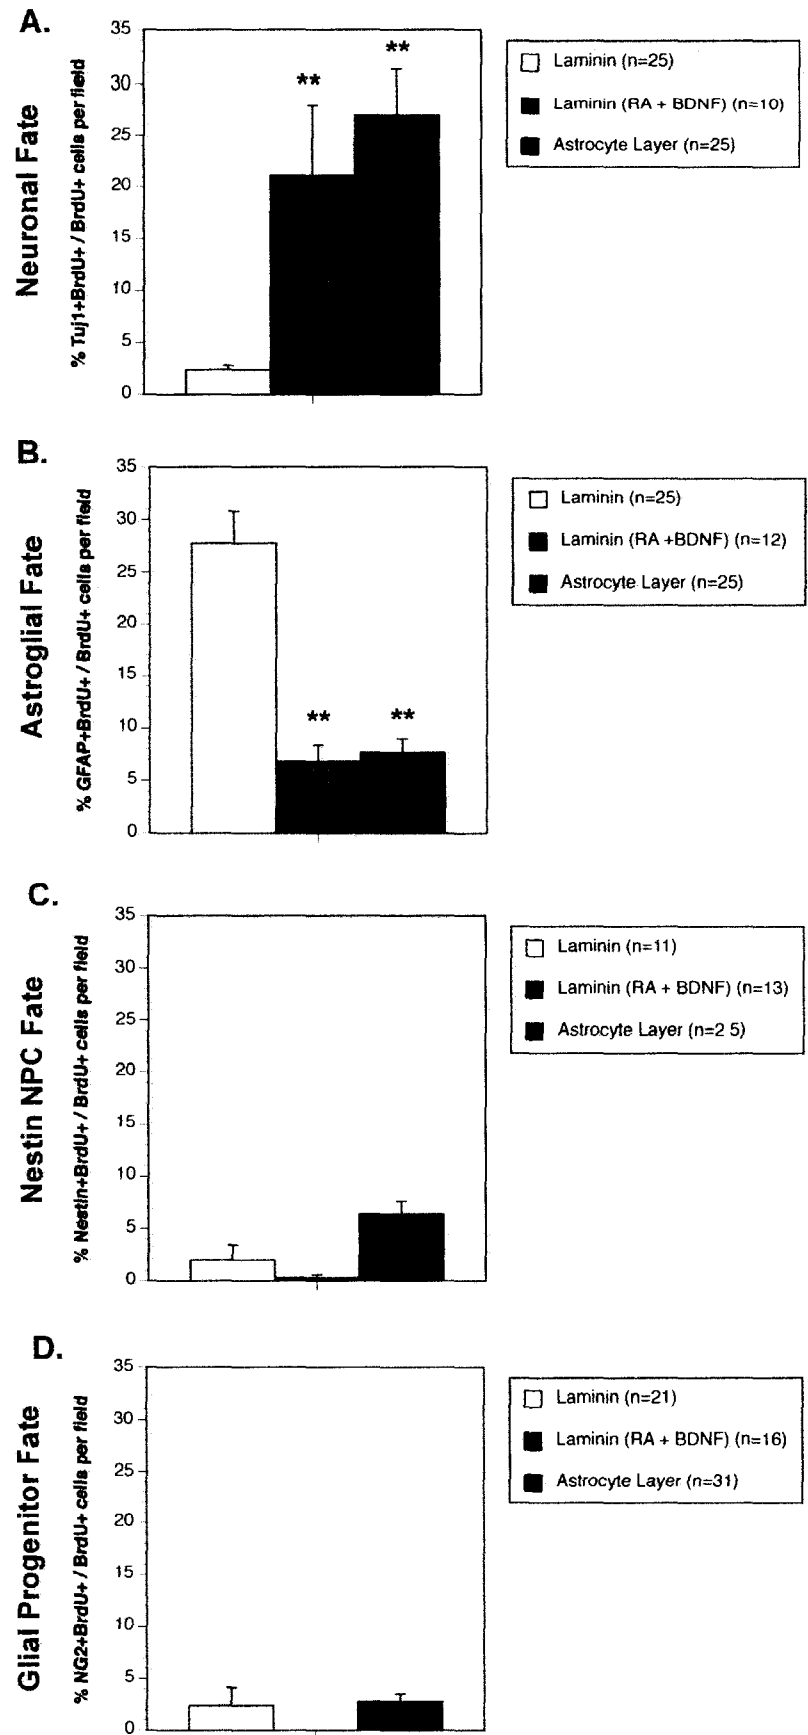 A.
Neuronal Fate
% Tuj1+BrdU+ / BrdU+ cells per field
35
30
25
20
15
10
5
0
**
**
Laminin (n=25)
Laminin (RA + BDNF) (n=10)
Astrocyte Layer (n=25)
B.
Astroglial Fate
% GFAP+BrdU+ / BrdU+ cells per field
35
30
25
20
15
10
5
0
**
**
Laminin (n=25)
Laminin (RA +BDNF) (n=12)
Astrocyte Layer (n=25)
C.
Nestin NPC Fate
% Nestin+BrdU+ / BrdU+ cells per field
35
30
25
20
15
10
5
0
Laminin (n=11)
Laminin (RA + BDNF) (n=13)
Astrocyte Layer (n=2 5)
D.
Glial Progenitor Fate
% NG2+BrdU+ / BrdU+ cells per field
35
30
25
20
15
10
5
0
Laminin (n=21)
Laminin (RA + BDNF) (n=16)
Astrocyte Layer (n=31)